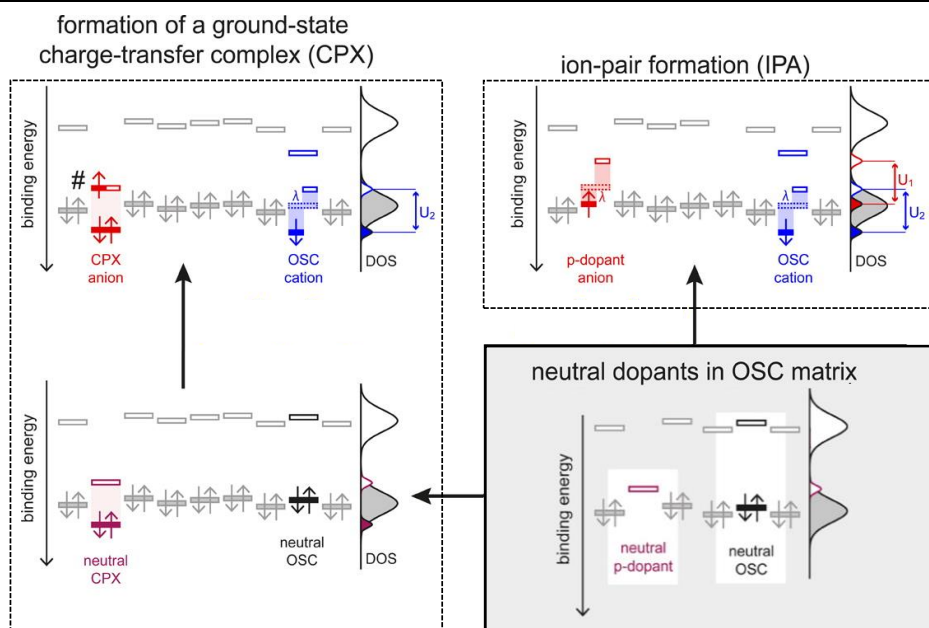 formation of a ground-state
charge-transfer complex (CPX)
binding energy
#
λ
U₂
CPX
anion
OSC
cation
DOS
ion-pair formation (IPA)
binding energy
λ
λ
U₁
U₂
p-dopant
anion
OSC
cation
DOS
binding energy
neutral
CPX
neutral
OSC
DOS
neutral dopants in OSC matrix
binding energy
neutral
p-dopant
neutral
OSC